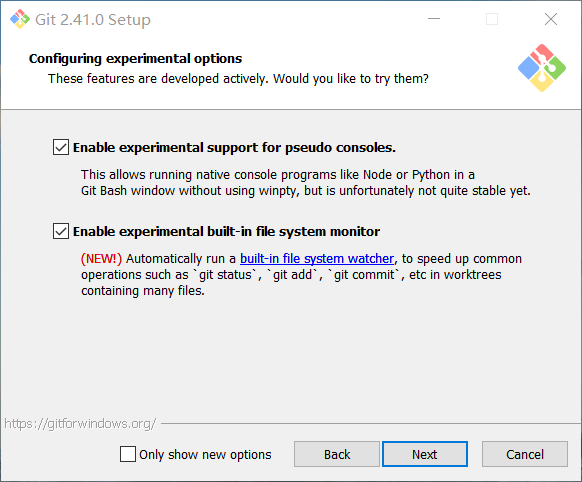 Git 2.41.0 Setup
Configuring experimental options
These features are developed actively. Would you like to try them?
Enable experimental support for pseudo consoles.
This allows running native console programs like Node or Python in a
Git Bash window without using winpty, but is unfortunately not quite stable yet.
Enable experimental built-in file system monitor
(NEW!) Automatically run a built-in file system watcher, to speed up common
operations such as `git status`, `git add`, `git commit`, etc in worktrees
containing many files.
https://gitforwindows.org/
Only show new options
Back
Next
Cancel